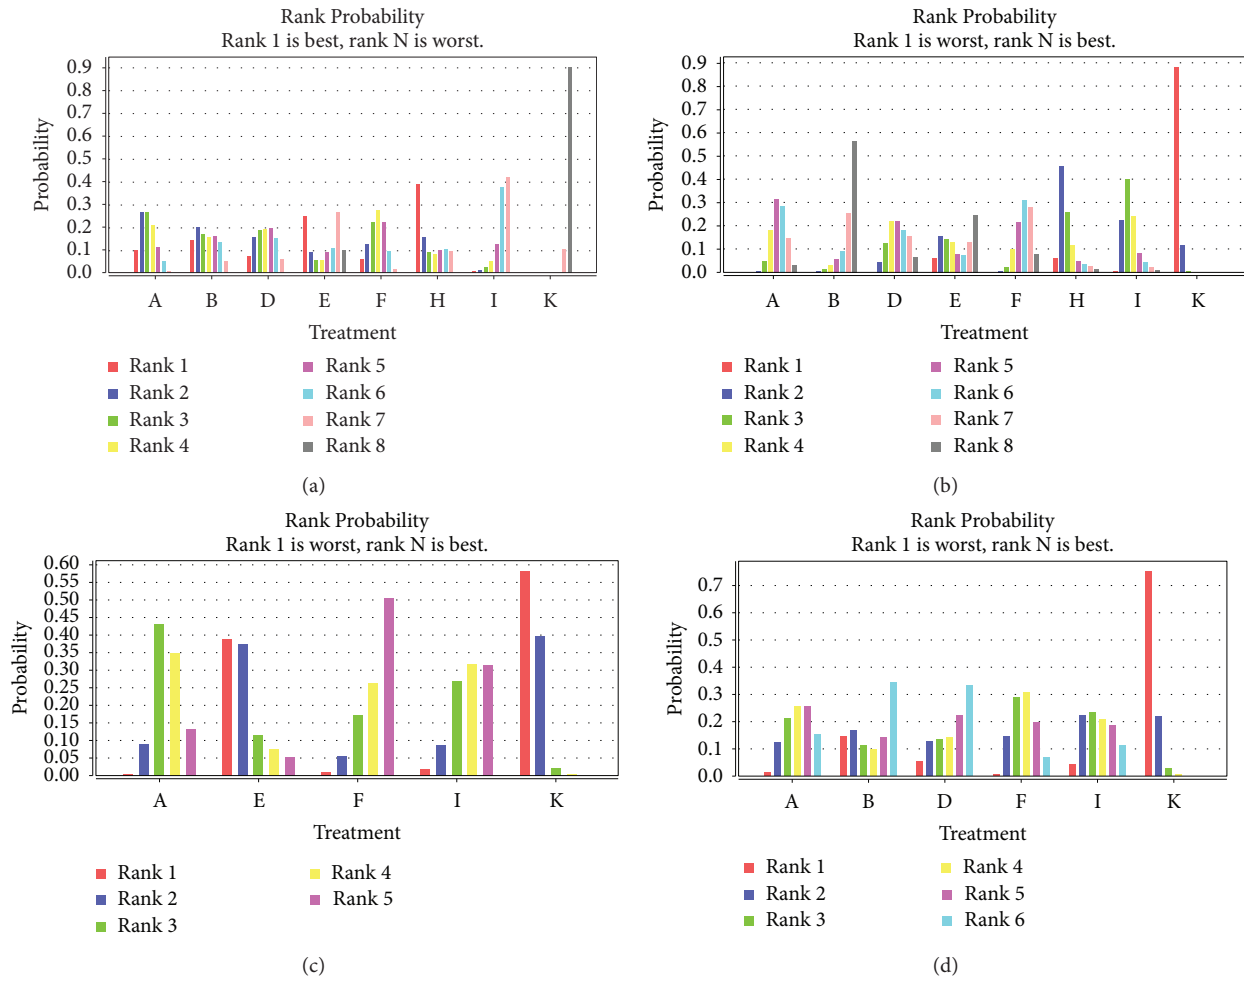 Rank Probability
Rank 1 is best, rank N is worst.
Probability
0.9
0.8
0.7
0.6
0.5
0.4
0.3
0.2
0.1
0.0
A B D E F H I K
Treatment
Rank 1 Rank 5
Rank 2 Rank 6
Rank 3 Rank 7
Rank 4 Rank 8
(a)
Rank Probability
Rank 1 is worst, rank N is best.
Probability
0.9
0.8
0.7
0.6
0.5
0.4
0.3
0.2
0.1
0.0
A B D E F H I K
Treatment
Rank 1 Rank 5
Rank 2 Rank 6
Rank 3 Rank 7
Rank 4 Rank 8
(b)
Rank Probability
Rank 1 is worst, rank N is best.
Probability
0.60
0.55
0.50
0.45
0.40
0.35
0.30
0.25
0.20
0.15
0.10
0.05
0.00
A E F I K
Treatment
Rank 1 Rank 4
Rank 2 Rank 5
Rank 3
(c)
Rank Probability
Rank 1 is worst, rank N is best.
Probability
0.7
0.6
0.5
0.4
0.3
0.2
0.1
0.0
A B D F I K
Treatment
Rank 1 Rank 4
Rank 2 Rank 5
Rank 3 Rank 6
(d)